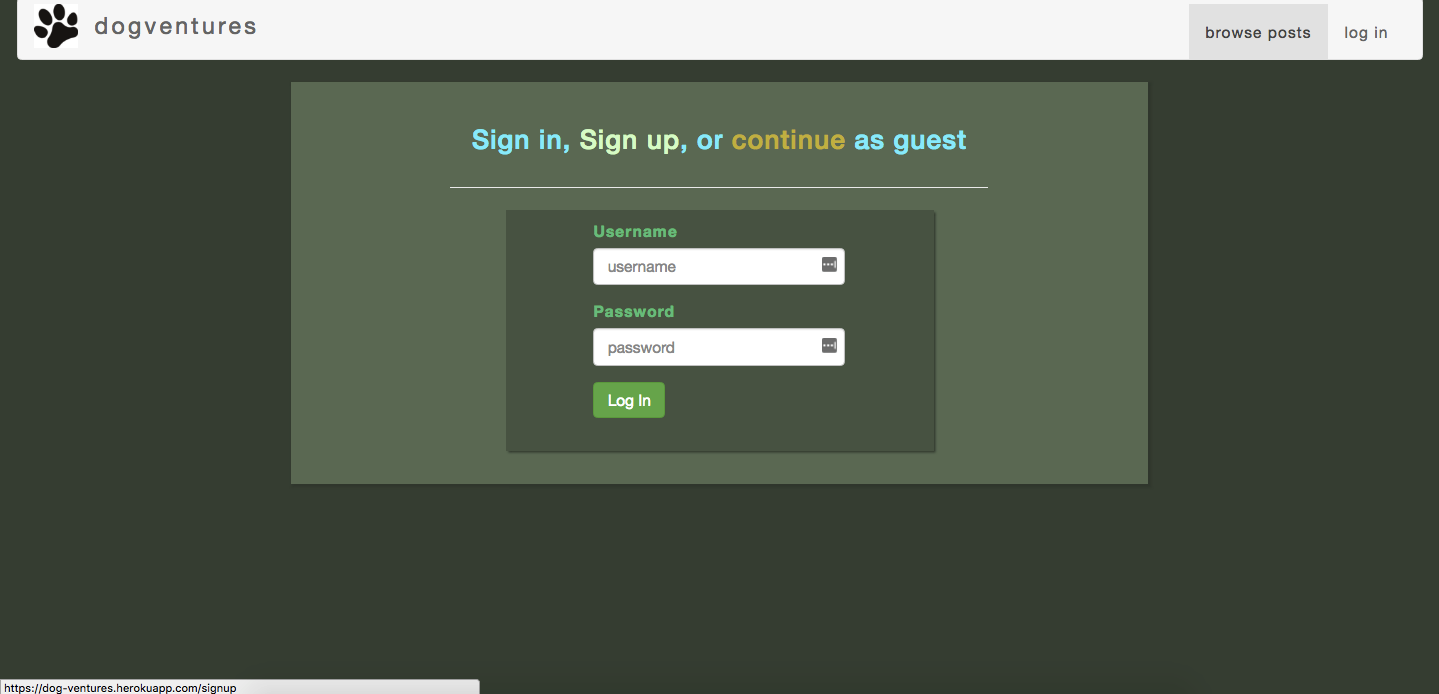 dogventures
browse posts
log in
Sign in, Sign up, or continue as guest
Username
username
Password
password
Log In
https://dog-ventures.herokuapp.com/signup